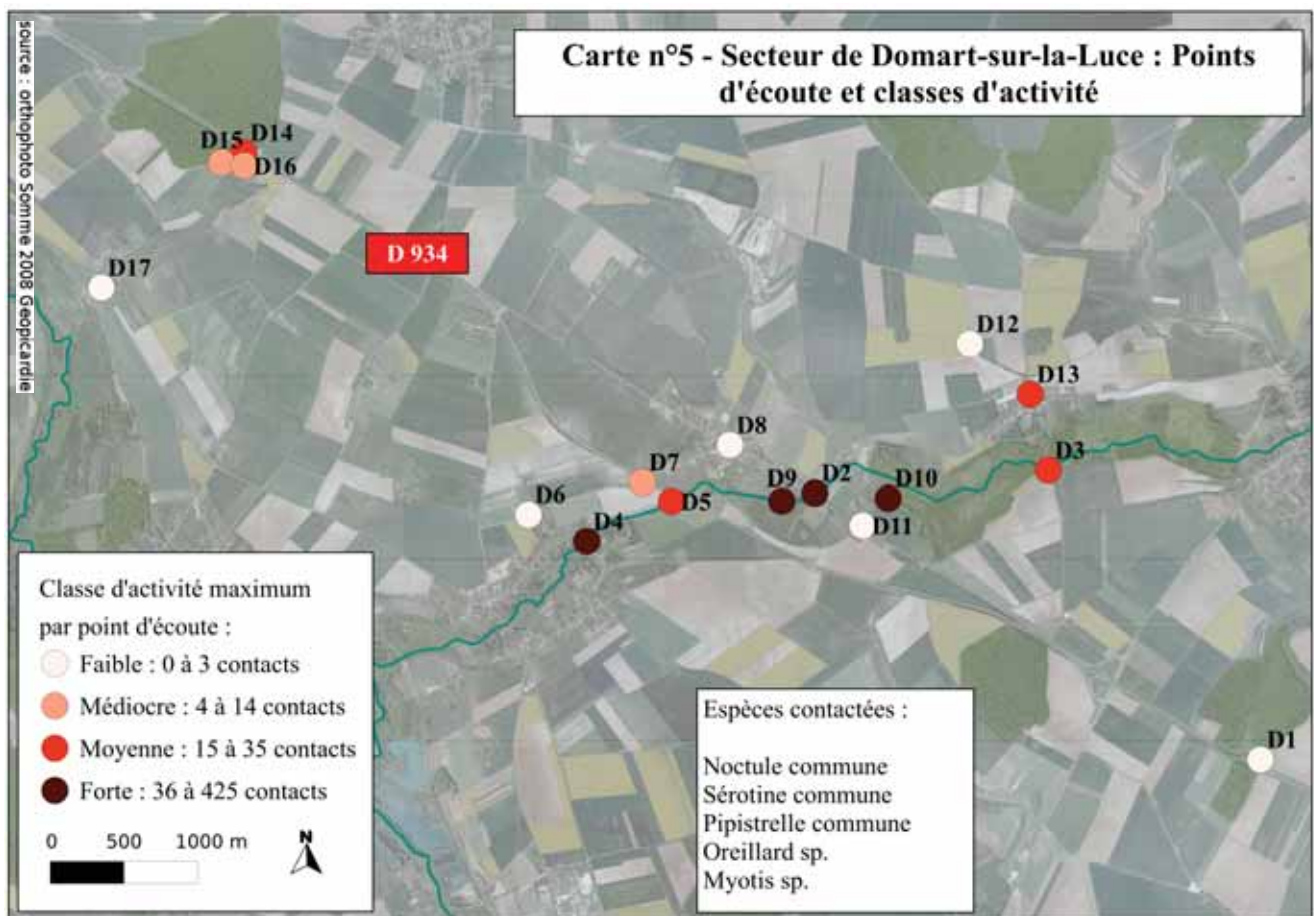 Carte n°5 - Secteur de Domart-sur-la-Luce : Points
d'écoute et classes d'activité
source : orthophoto Somme 2008 Geopicardie
D15
D14
D16
D 934
D17
D12
D13
D8
D3
D7
D9
D2
D10
D6
D5
D4
D11
D1
Classe d'activité maximum
par point d'écoute :
Faible : 0 à 3 contacts
Médiocre : 4 à 14 contacts
Moyenne : 15 à 35 contacts
Forte : 36 à 425 contacts
0 500 1000 m
N
Espèces contactées :
Noctule commune
Sérotine commune
Pipistrelle commune
Oreillard sp.
Myotis sp.